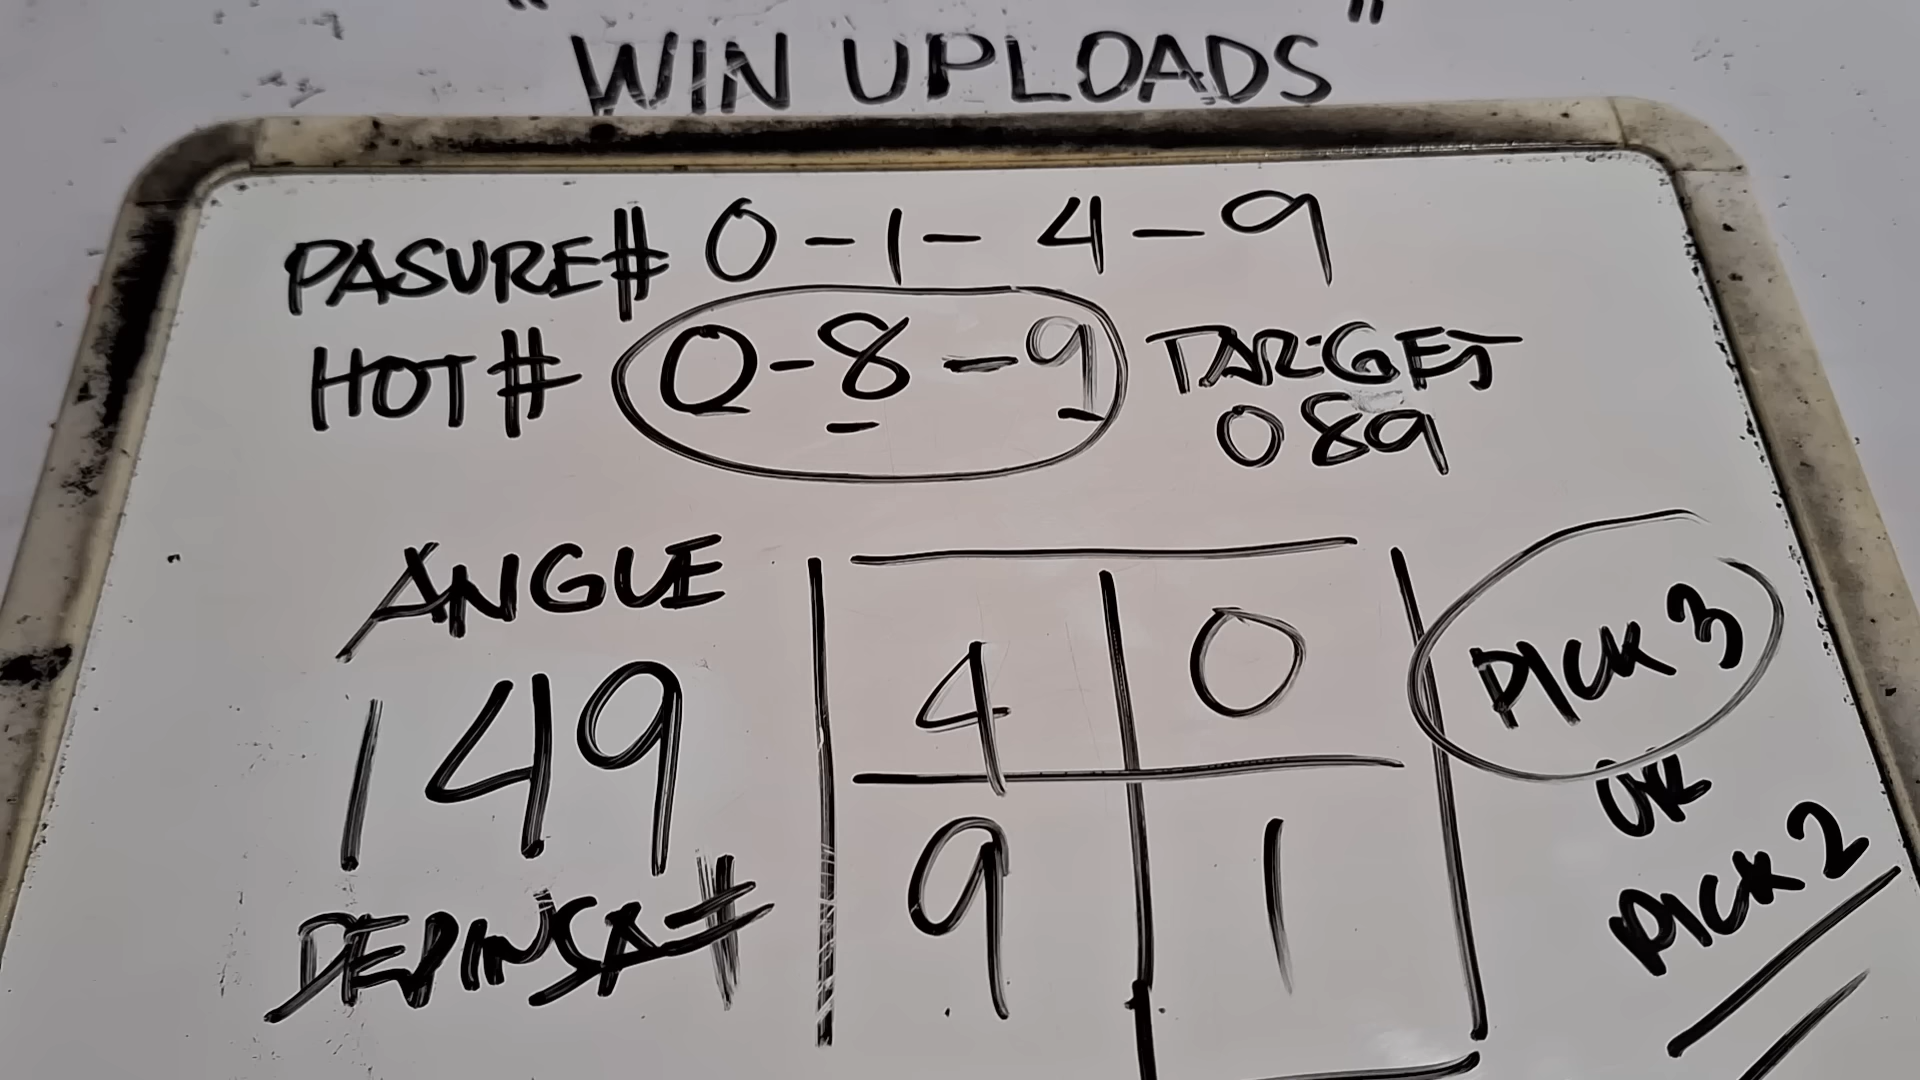 "WIN UPLOADS"
PASURE# 0-1-4-9
HOT# 0-8-9
TARGET
089
ANGLE
149
DEPINSA#
4 0
9 1
PICK 3
OR
PICK 2